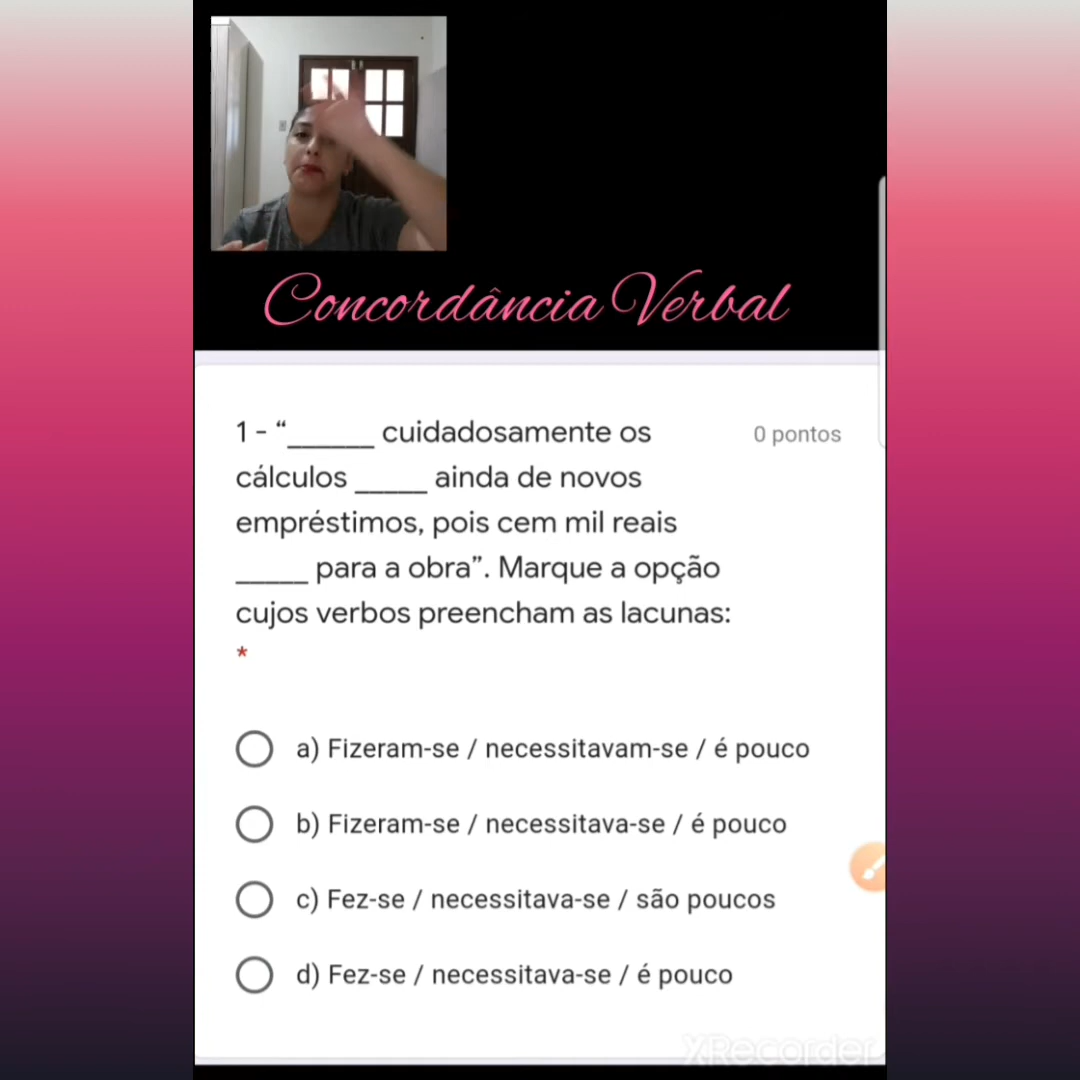 Concordância Verbal
1 - “______ cuidadosamente os
0 pontos
cálculos _____ ainda de novos
empréstimos, pois cem mil reais
_____ para a obra”. Marque a opção
cujos verbos preencham as lacunas:
*
a) Fizeram-se / necessitavam-se / é pouco
b) Fizeram-se / necessitava-se / é pouco
c) Fez-se / necessitava-se / são poucos
d) Fez-se / necessitava-se / é pouco
XRecorder